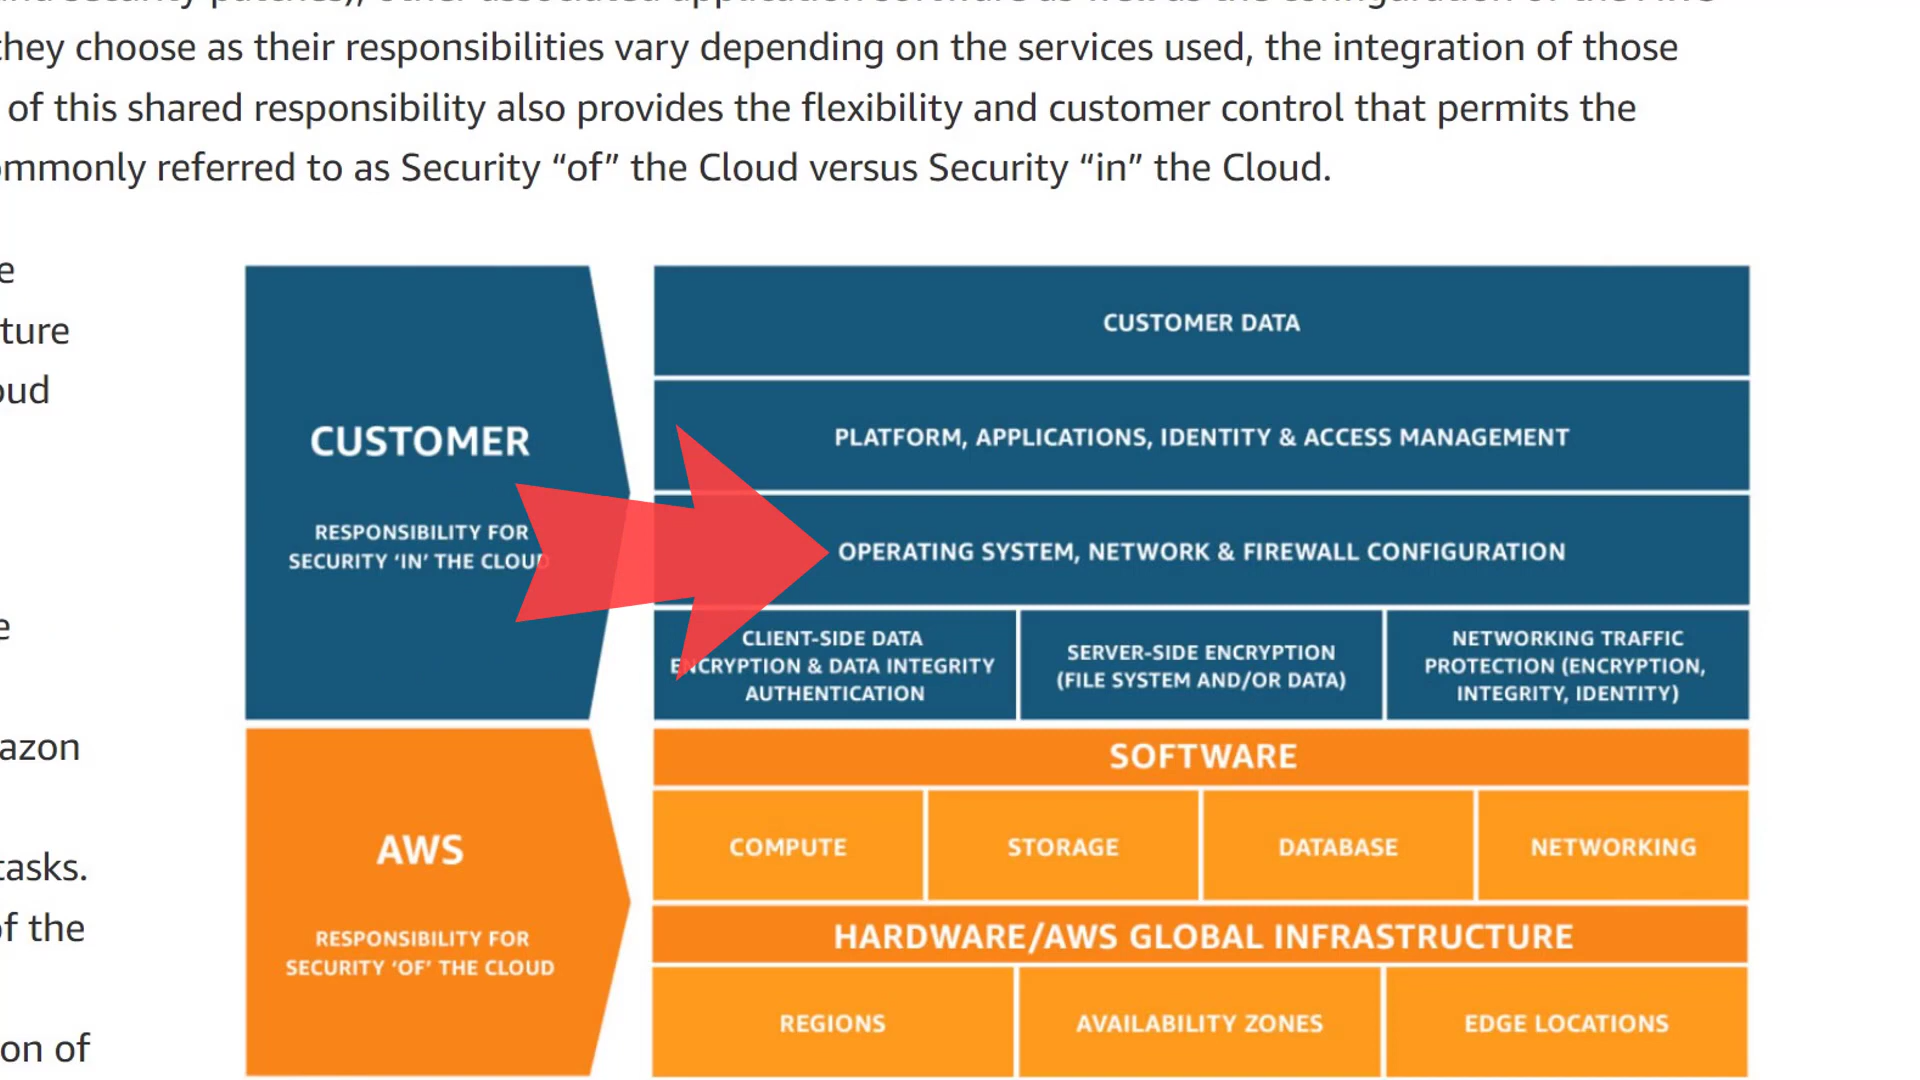 they choose as their responsibilities vary depending on the services used, the integration of those
of this shared responsibility also provides the flexibility and customer control that permits the
ommonly referred to as Security “of” the Cloud versus Security “in” the Cloud.
e
ture
oud
e
azon
tasks.
of the
on of
CUSTOMER
RESPONSIBILITY FOR
SECURITY ‘IN’ THE CLOUD
CUSTOMER DATA
PLATFORM, APPLICATIONS, IDENTITY & ACCESS MANAGEMENT
OPERATING SYSTEM, NETWORK & FIREWALL CONFIGURATION
CLIENT-SIDE DATA
ENCRYPTION & DATA INTEGRITY
AUTHENTICATION
SERVER-SIDE ENCRYPTION
(FILE SYSTEM AND/OR DATA)
NETWORKING TRAFFIC
PROTECTION (ENCRYPTION,
INTEGRITY, IDENTITY)
AWS
RESPONSIBILITY FOR
SECURITY ‘OF’ THE CLOUD
SOFTWARE
COMPUTE
STORAGE
DATABASE
NETWORKING
HARDWARE/AWS GLOBAL INFRASTRUCTURE
REGIONS
AVAILABILITY ZONES
EDGE LOCATIONS